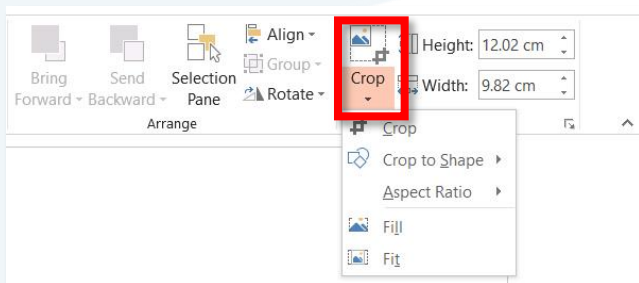 Bring Forward
Send Backward
Selection Pane
Align
Group
Rotate
Arrange
Crop
Height: 12.02 cm
Width: 9.82 cm
Crop
Crop to Shape
Aspect Ratio
Fill
Fit